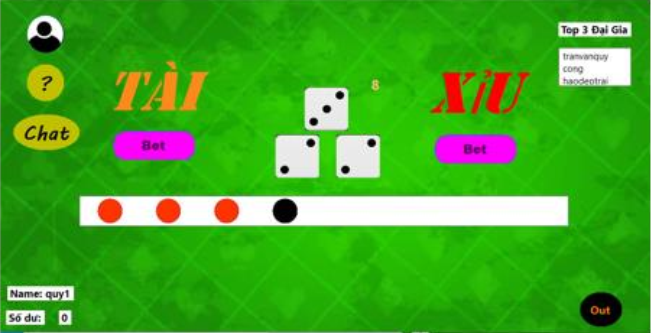 Top 3 Đại Gia
tranvanquy
cong
haodeotrai
?
TÀI
8
XỈU
Chat
Bet
Bet
Name: quy1
Số dư: 0
Out